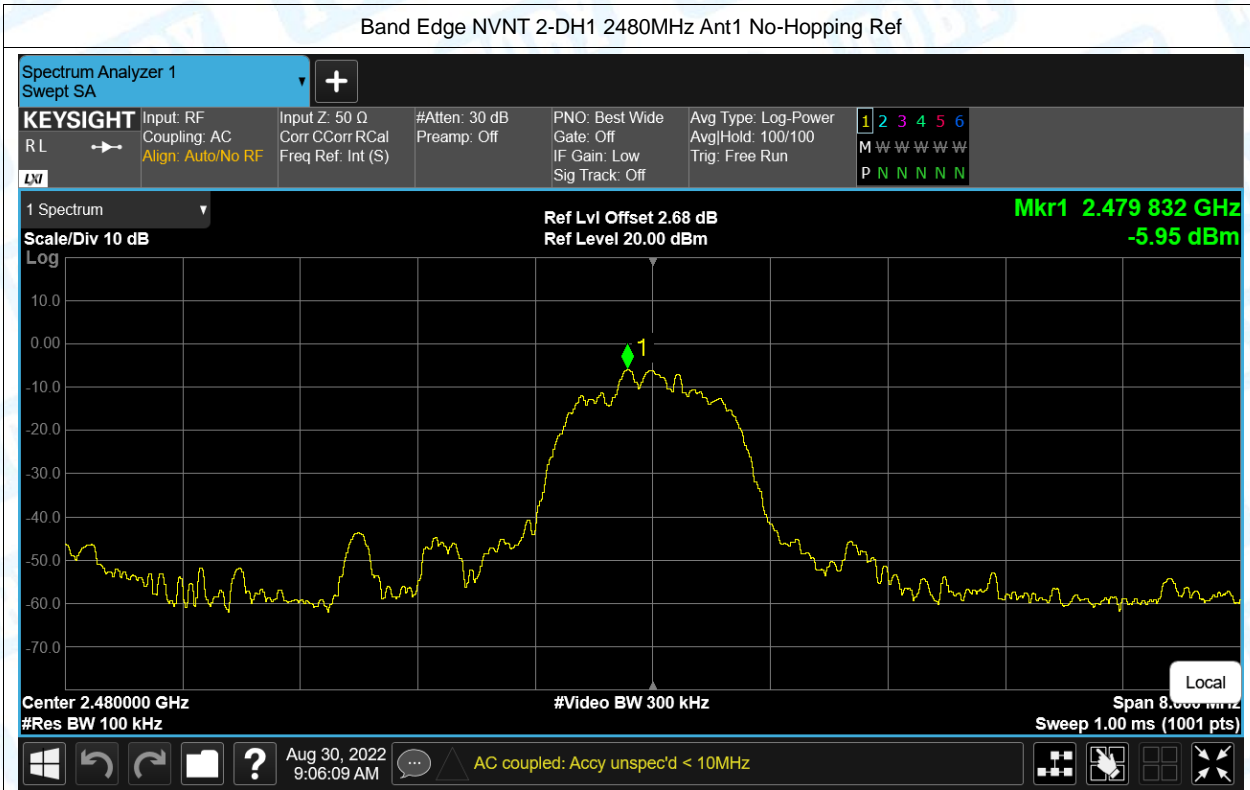 Band Edge NVNT 2-DH1 2480MHz Ant1 No-Hopping Ref
Spectrum Analyzer 1
Swept SA
KEYSIGHT
R L
LXI
Input: RF
Coupling: AC
Align: Auto/No RF
Input Z: 50 Ω
Corr CCorr RCal
Freq Ref: Int (S)
#Atten: 30 dB
Preamp: Off
PNO: Best Wide
Gate: Off
IF Gain: Low
Sig Track: Off
Avg Type: Log-Power
Avg|Hold: 100/100
Trig: Free Run
1 2 3 4 5 6
M W W W W W
P N N N N N
1 Spectrum
Scale/Div 10 dB
Ref Lvl Offset 2.68 dB
Ref Level 20.00 dBm
Mkr1 2.479 832 GHz
-5.95 dBm
Log
10.0
0.00
-10.0
-20.0
-30.0
-40.0
-50.0
-60.0
-70.0
1
Local
Center 2.480000 GHz
#Res BW 100 kHz
#Video BW 300 kHz
Span 8.000 MHz
Sweep 1.00 ms (1001 pts)
?
Aug 30, 2022
9:06:09 AM
AC coupled: Accy unspec'd < 10MHz